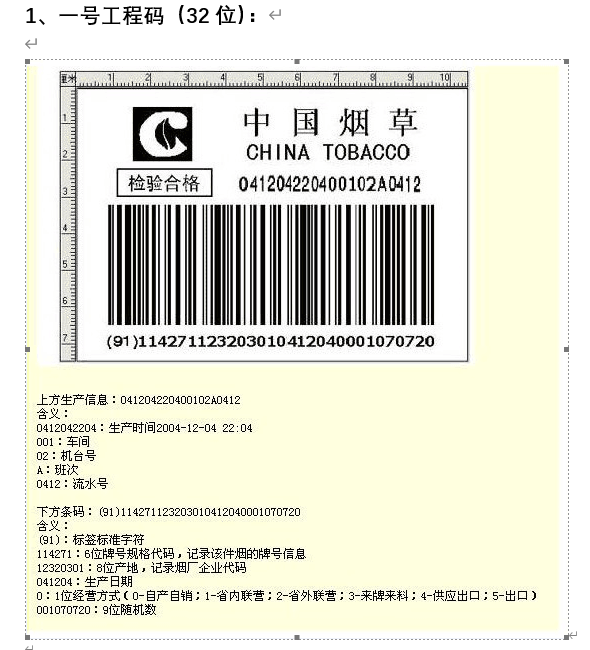 1、一号工程码（32位）：
厘米 1 2 3 4 5 6 7 8 9 10
1
2
3
4
5
6
7
中国烟草
CHINA TOBACCO
检验合格 041204220400102A0412
(91)11427112320301041204000107​0720
上方生产信息：041204220400102A0412
含义：
0412042204：生产时间2004-12-04 22:04
001：车间
02：机台号
A：班次
0412：流水号
下方条码：(91)114271123203010412040001070720
含义：
(91)：标签标准字符
114271：6位牌号规格代码，记录该件烟的牌号信息
12320301：8位产地，记录烟厂企业代码
041204：生产日期
0：1位经营方式（0-自产自销；1-省内联营；2-省外联营；3-来牌来料；4-供应出口；5-出口）
001070720：9位随机数